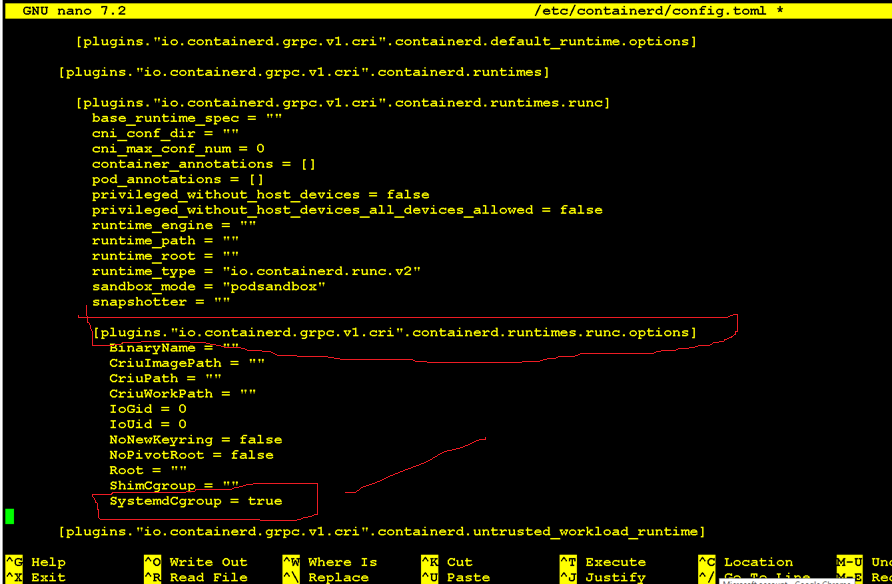 GNU nano 7.2 /etc/containerd/config.toml *
[plugins."io.containerd.grpc.v1.cri".containerd.default_runtime.options]
[plugins."io.containerd.grpc.v1.cri".containerd.runtimes]
[plugins."io.containerd.grpc.v1.cri".containerd.runtimes.runc]
base_runtime_spec = ""
cni_conf_dir = ""
cni_max_conf_num = 0
container_annotations = []
pod_annotations = []
privileged_without_host_devices = false
privileged_without_host_devices_all_devices_allowed = false
runtime_engine = ""
runtime_path = ""
runtime_root = ""
runtime_type = "io.containerd.runc.v2"
sandbox_mode = "podsandbox"
snapshotter = ""
[plugins."io.containerd.grpc.v1.cri".containerd.runtimes.runc.options]
BinaryName = ""
CriuImagePath = ""
CriuPath = ""
CriuWorkPath = ""
IoGid = 0
IoUid = 0
NoNewKeyring = false
NoPivotRoot = false
Root = ""
ShimCgroup = ""
SystemdCgroup = true
[plugins."io.containerd.grpc.v1.cri".containerd.untrusted_workload_runtime]
^G Help ^O Write Out ^W Where Is ^K Cut ^T Execute ^C Location M-U Un
^X Exit ^R Read File ^\ Replace ^U Paste ^J Justify ^/ Go To Line M-E Re